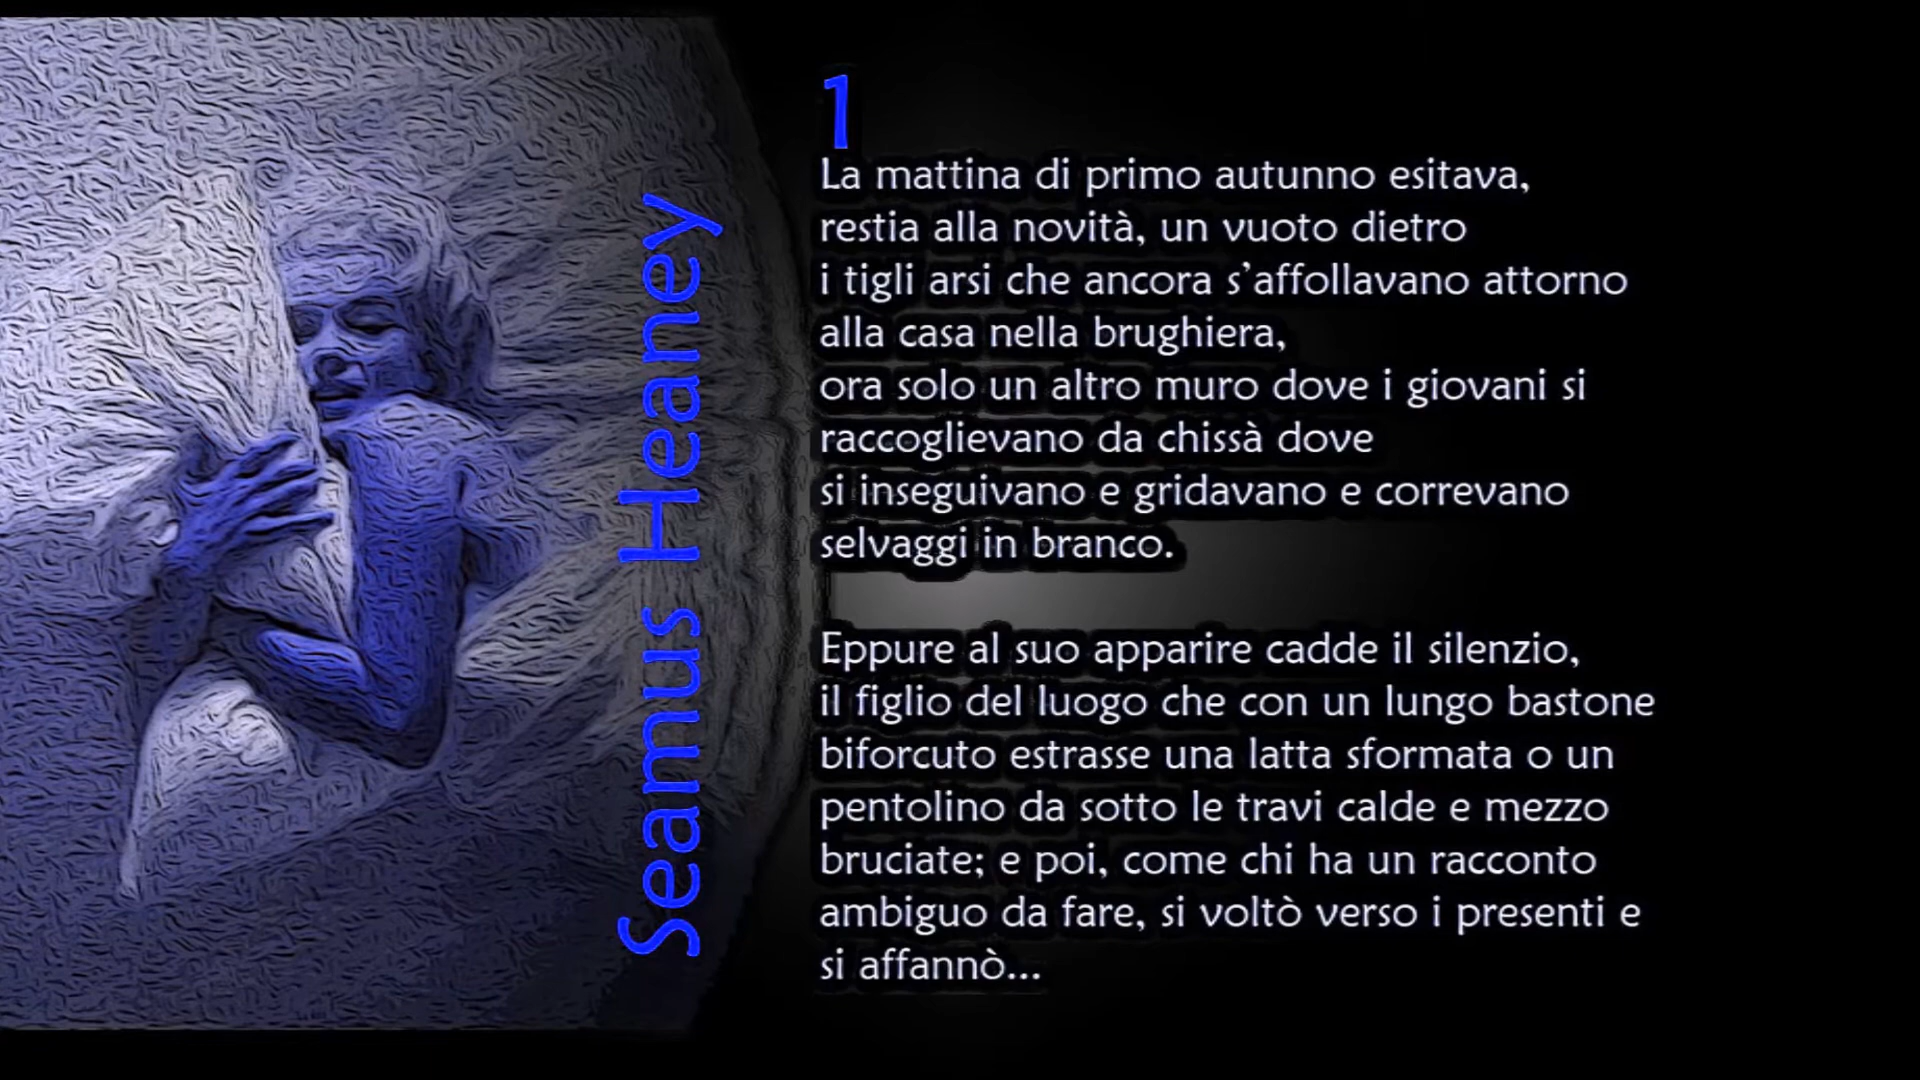 Seamus Heaney
1
La mattina di primo autunno esitava,
restia alla novità, un vuoto dietro
i tigli arsi che ancora s’affollavano attorno
alla casa nella brughiera,
ora solo un altro muro dove i giovani si
raccoglievano da chissà dove
si inseguivano e gridavano e correvano
selvaggi in branco.
Eppure al suo apparire cadde il silenzio,
il figlio del luogo che con un lungo bastone
biforcuto estrasse una latta sformata o un
pentolino da sotto le travi calde e mezzo
bruciate; e poi, come chi ha un racconto
ambiguo da fare, si voltò verso i presenti e
si affannò...